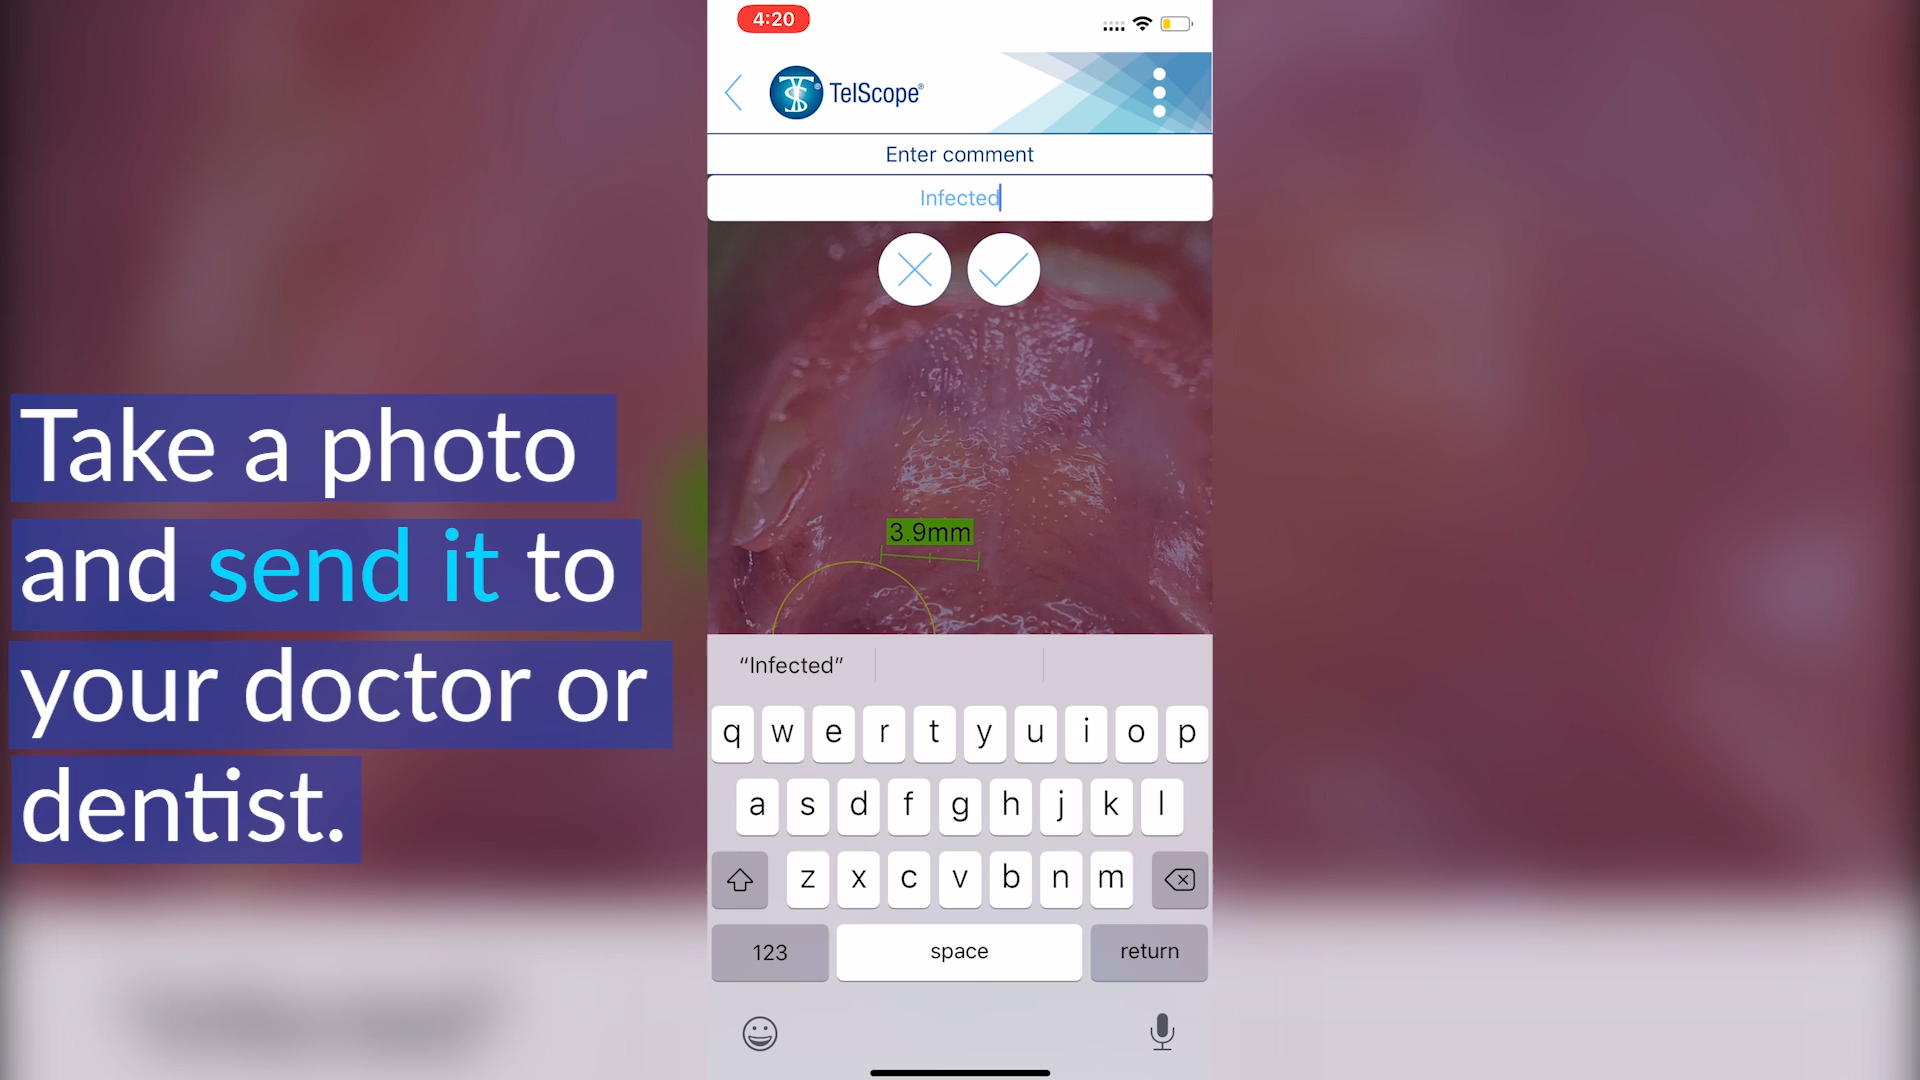 4:20
TelScope®
Enter comment
Infected
3.9mm
Take a photo
and send it to
your doctor or
dentist.
“Infected”
q w e r t y u i o p
a s d f g h j k l
z x c v b n m
123 space return